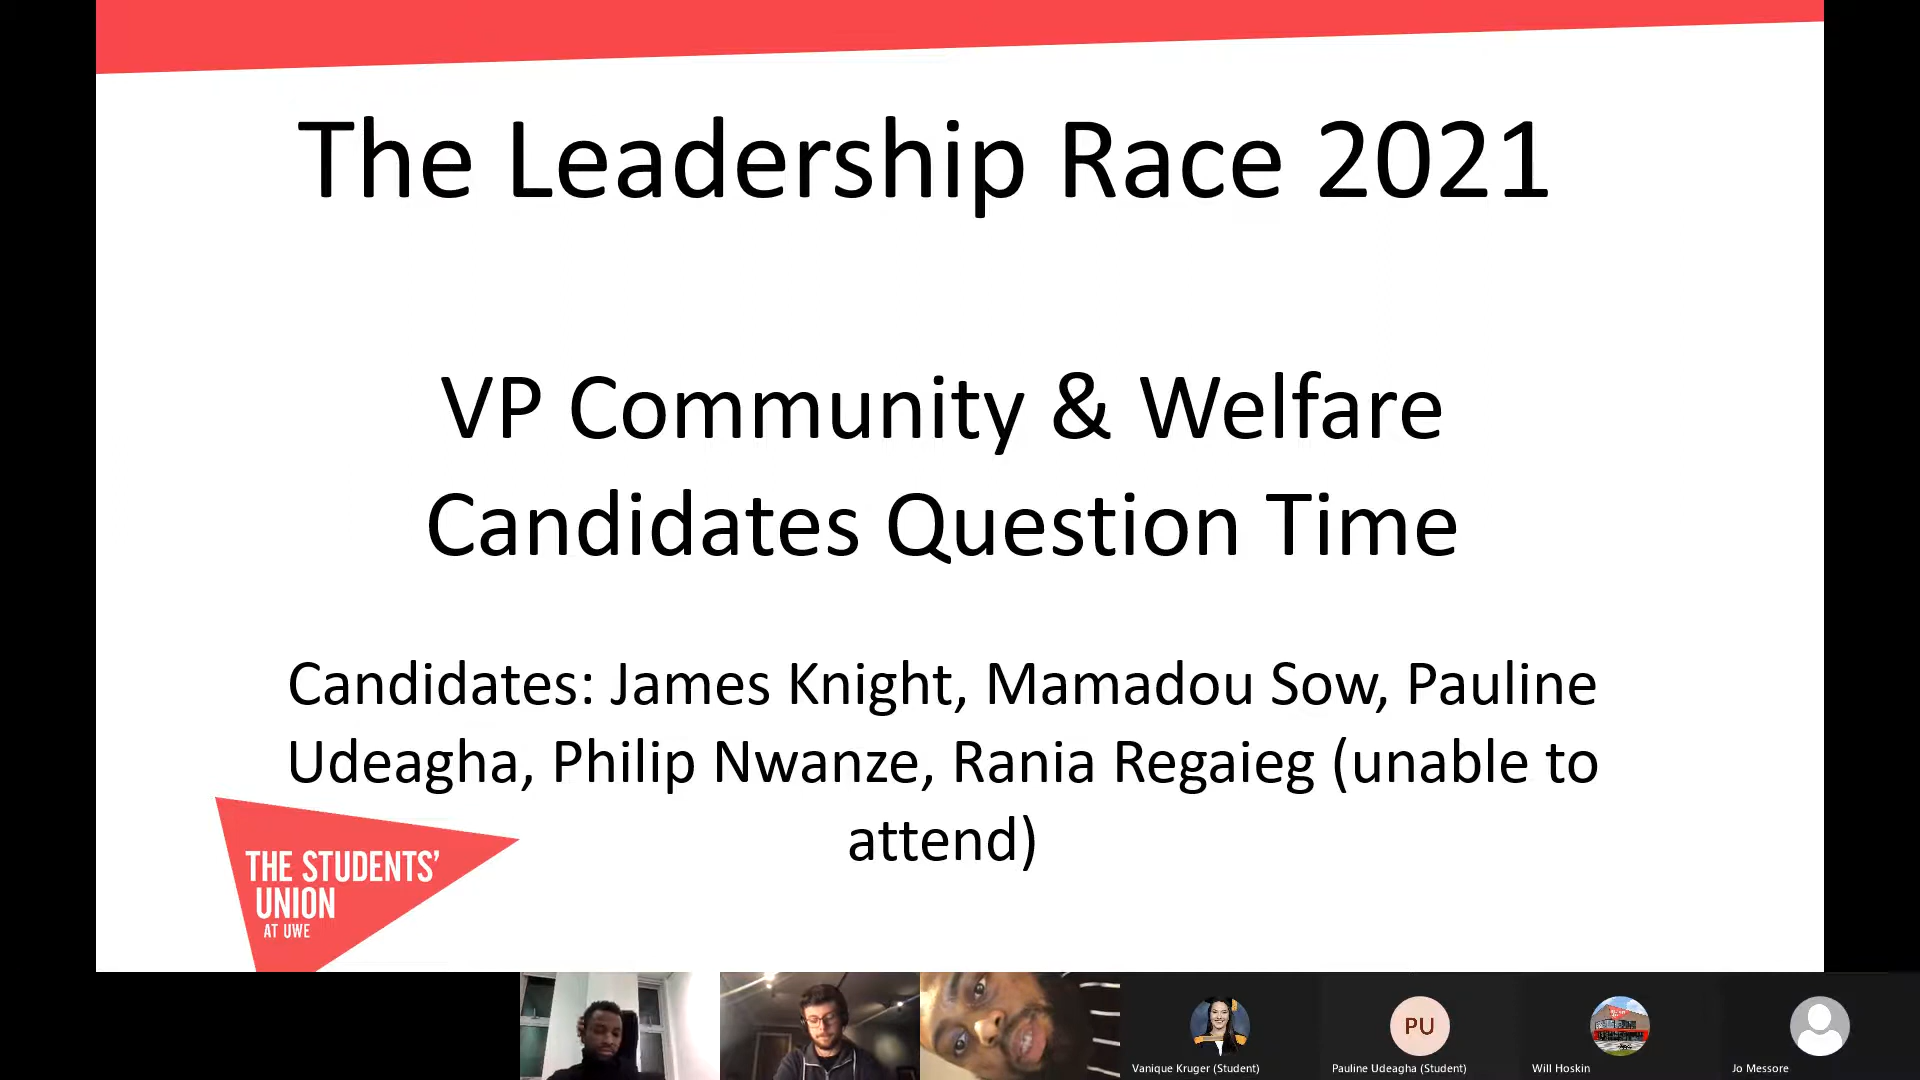 The Leadership Race 2021
VP Community & Welfare
Candidates Question Time
Candidates: James Knight, Mamadou Sow, Pauline
Udeagha, Philip Nwanze, Rania Regaieg (unable to
attend)
THE STUDENTS'
UNION
AT UWE
PU
Vanique Kruger (Student)
Pauline Udeagha (Student)
Will Hoskin
Jo Messore